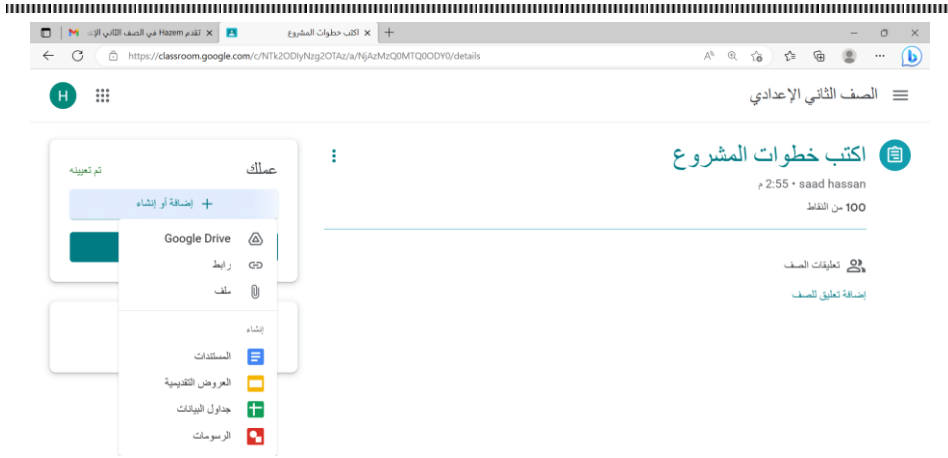 اكتب خطوات المشروع
تقدم Hazem في الصف الثاني الإعد
https://classroom.google.com/c/NTk2ODIyNzg2OTAz/a/NjAzMzQ0MTQ0ODY0/details
الصف الثاني الإعدادي
H
اكتب خطوات المشروع
saad hassan • 2:55 م
100 من النقاط
تعليقات الصف
إضافة تعليق للصف
عملك
تم تعيينه
+ إضافة أو إنشاء
Google Drive
رابط
ملف
إنشاء
المستندات
العروض التقديمية
جداول البيانات
الرسومات